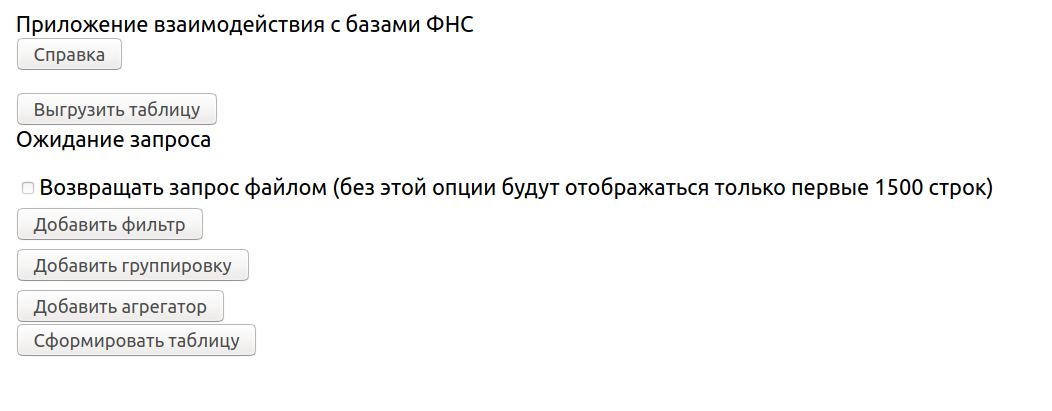 Приложение взаимодействия с базами ФНС
Справка
Выгрузить таблицу
Ожидание запроса
Возвращать запрос файлом (без этой опции будут отображаться только первые 1500 строк)
Добавить фильтр
Добавить группировку
Добавить агрегатор
Сформировать таблицу